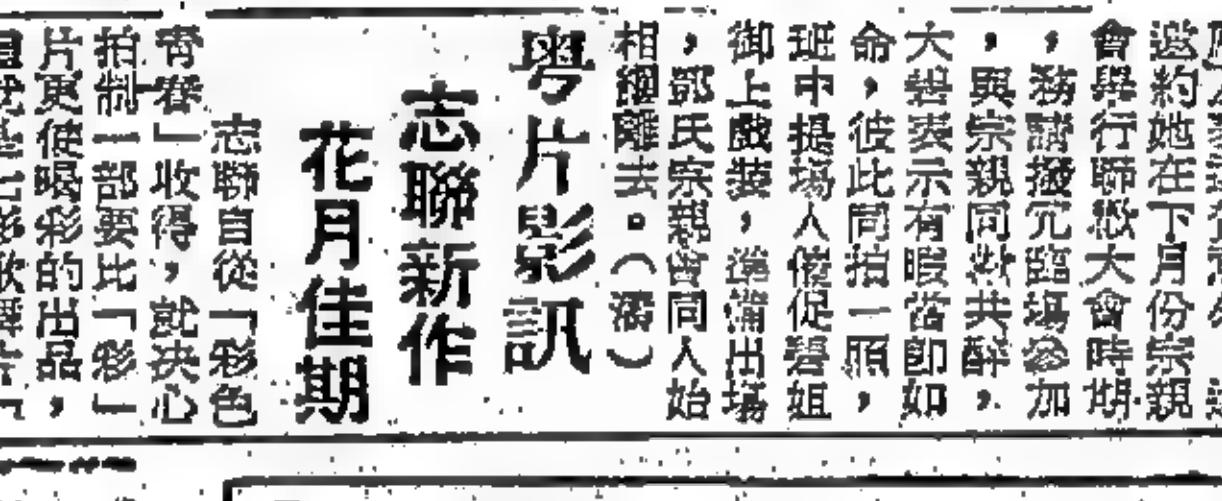 邀約她在下月份宗親
會舉行聯歡大會時期
，務請撥冗臨場參加
，與宗親同歡共醉，
大碧表示有暇當即如
命，彼此同拍一照，
班中提場人催促碧姐
御上戲裝，準備出場
，鄧氏宗親會同人始
相繼離去。（濤）
粵片影訊
志聯新作
花月佳期
志聯自從「彩色
青春」收得，就決心
拍制一部要比「彩」
片更使喝彩的出品，